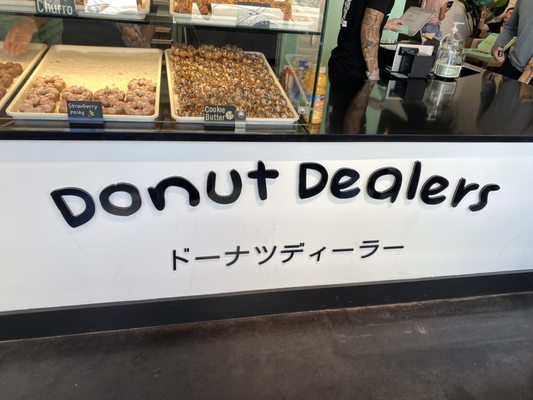 Churro
Strawberry
Pocky
Cookie
Butter
Donut Dealers
ドーナツディーラー